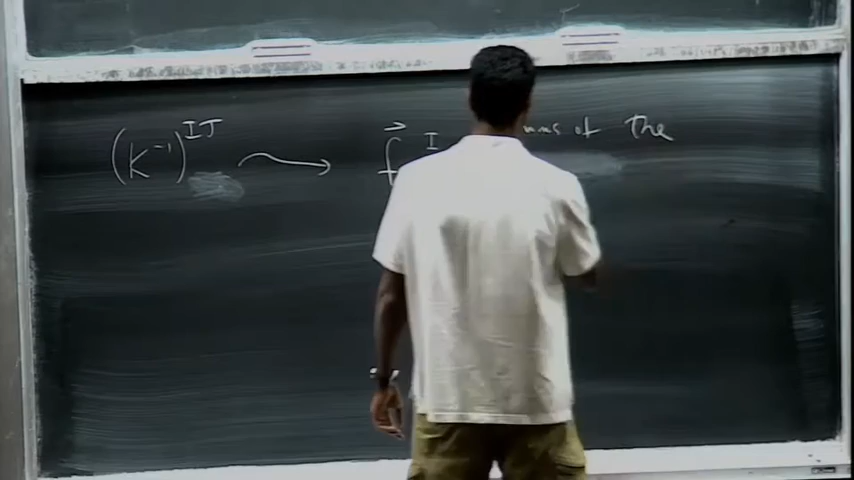 (K⁻¹)^{IJ} ⟶ f⃗ I of the